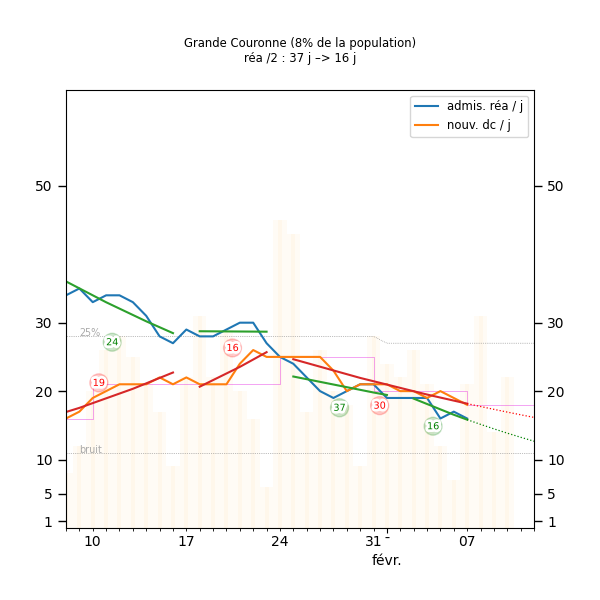 Grande Couronne (8% de la population)
réa /2 : 37 j –> 16 j
admis. réa / j
nouv. dc / j
50 50
30 30
25%
24
16
19
20 20
37
30
16
bruit
10 10
5 5
1 1
10 17 24 31 - 07
févr.